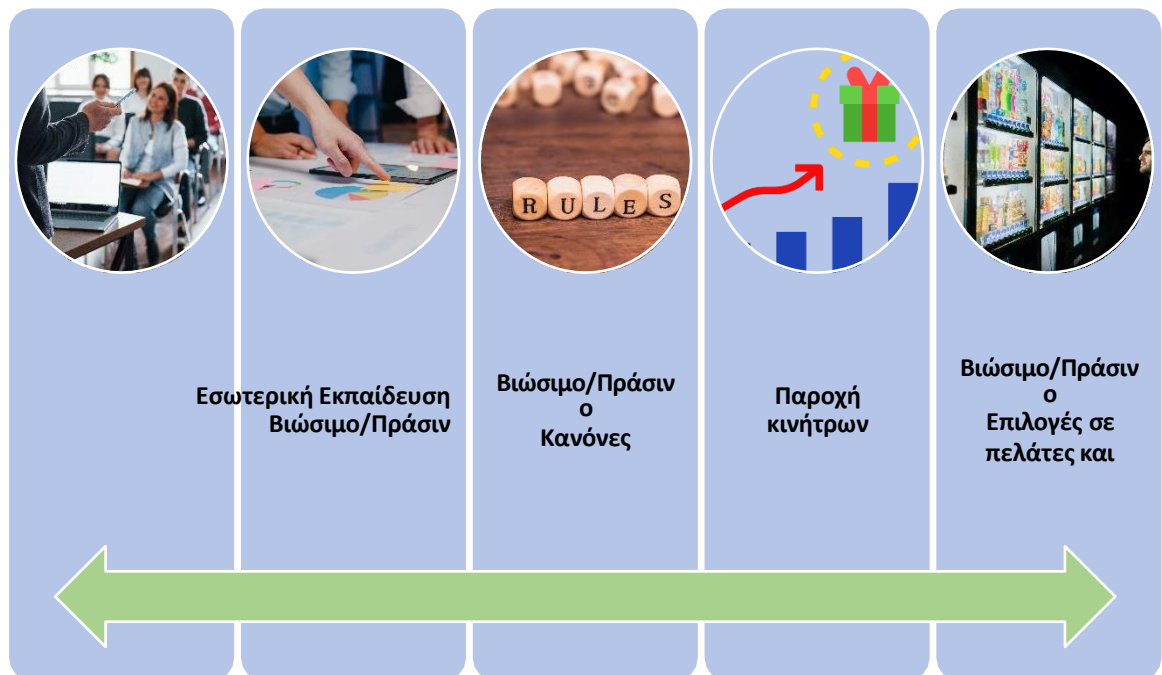 RULES
Εσωτερική Εκπαίδευση
Βιώσιμο/Πράσιν
Βιώσιμο/Πράσιν
ο
Κανόνες
Παροχή
κινήτρων
Βιώσιμο/Πράσιν
ο
Επιλογές σε
πελάτες και